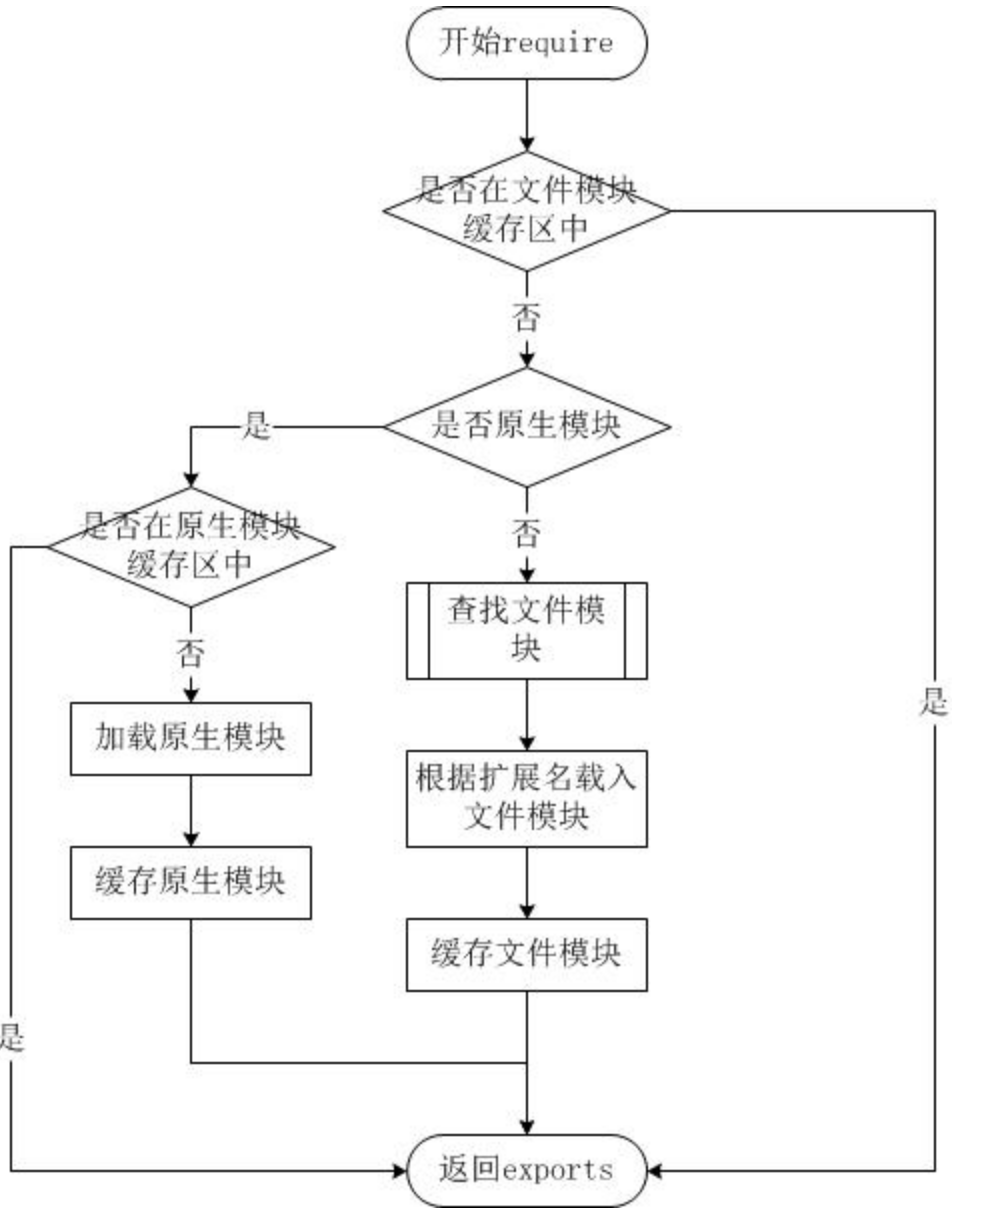 开始require
是否在文件模块
缓存区中
否
是否原生模块
是
是否在原生模块
缓存区中
否
查找文件模
块
否
加载原生模块
根据扩展名载入
文件模块
缓存原生模块
缓存文件模块
是
是
返回exports